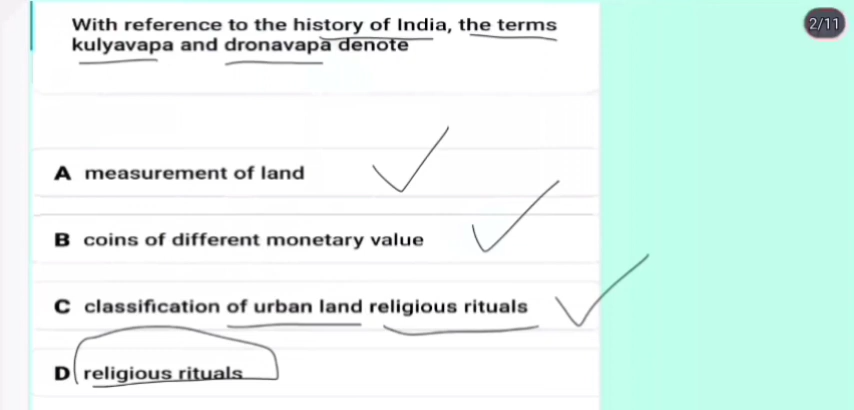 With reference to the history of India, the terms
kulyavapa and dronavapa denote
2/11
A measurement of land
B coins of different monetary value
C classification of urban land religious rituals
D religious rituals